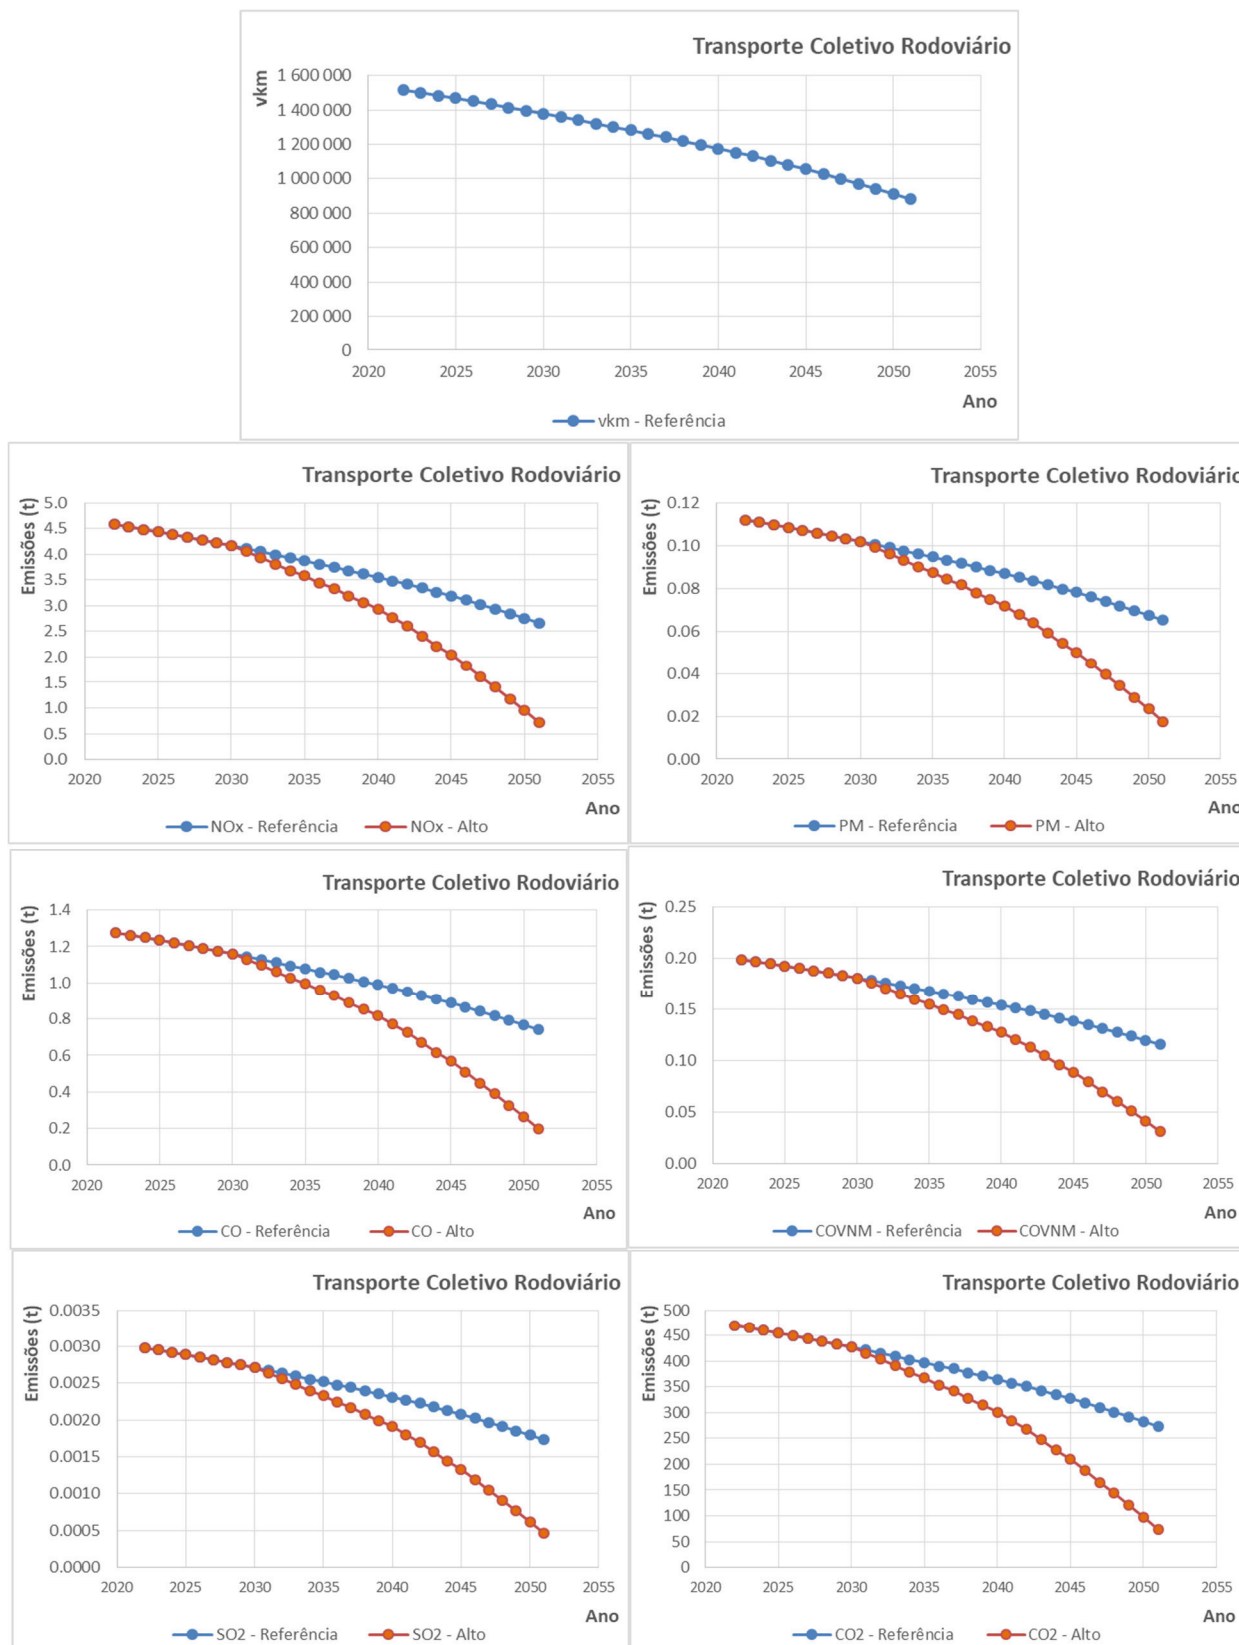 Transporte Coletivo Rodoviário
vkm
1 600 000
1 400 000
1 200 000
1 000 000
800 000
600 000
400 000
200 000
0
2020 2025 2030 2035 2040 2045 2050 2055
Ano
vkm - Referência
Transporte Coletivo Rodoviário
Emissões (t)
5.0
4.5
4.0
3.5
3.0
2.5
2.0
1.5
1.0
0.5
0.0
2020 2025 2030 2035 2040 2045 2050 2055
Ano
NOx - Referência NOx - Alto
Transporte Coletivo Rodoviário
Emissões (t)
0.12
0.10
0.08
0.06
0.04
0.02
0.00
2020 2025 2030 2035 2040 2045 2050 2055
Ano
PM - Referência PM - Alto
Transporte Coletivo Rodoviário
Emissões (t)
1.4
1.2
1.0
0.8
0.6
0.4
0.2
0.0
2020 2025 2030 2035 2040 2045 2050 2055
Ano
CO - Referência CO - Alto
Transporte Coletivo Rodoviário
Emissões (t)
0.25
0.20
0.15
0.10
0.05
0.00
2020 2025 2030 2035 2040 2045 2050 2055
Ano
COVNM - Referência COVNM - Alto
Transporte Coletivo Rodoviário
Emissões (t)
0.0035
0.0030
0.0025
0.0020
0.0015
0.0010
0.0005
0.0000
2020 2025 2030 2035 2040 2045 2050 2055
Ano
SO2 - Referência SO2 - Alto
Transporte Coletivo Rodoviário
Emissões (t)
500
450
400
350
300
250
200
150
100
50
0
2020 2025 2030 2035 2040 2045 2050 2055
Ano
CO2 - Referência CO2 - Alto